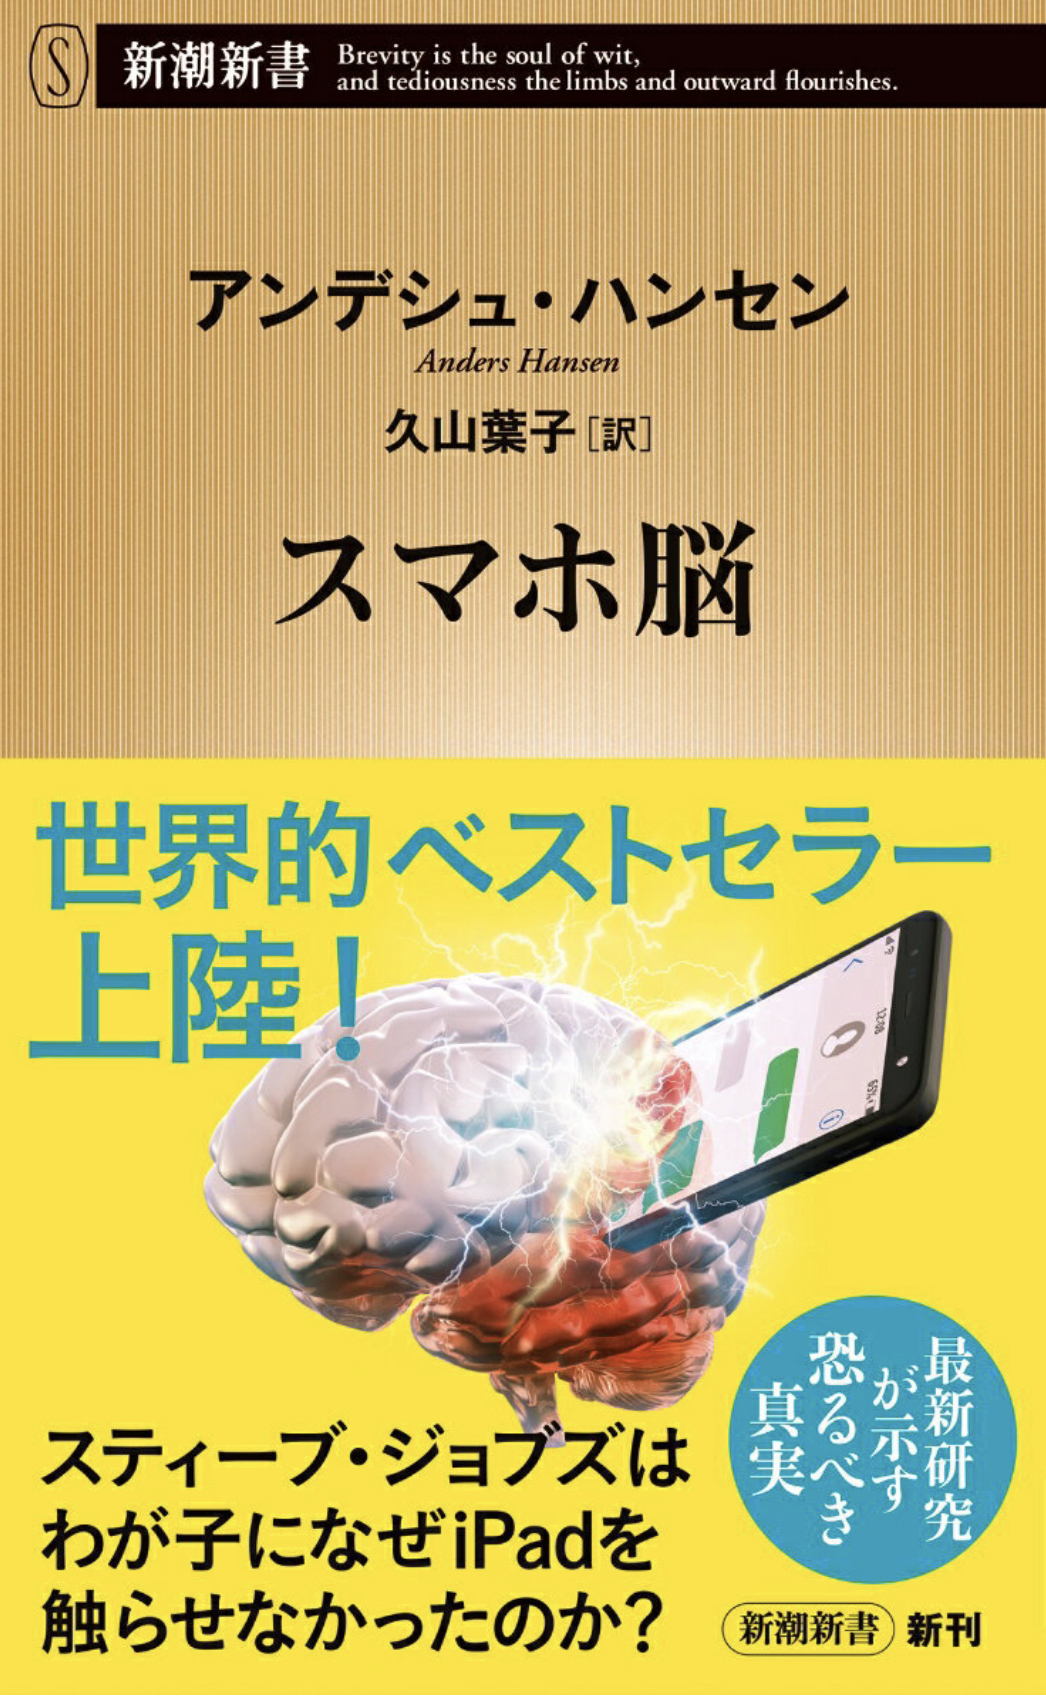 S
新潮新書
Brevity is the soul of wit,
and tediousness the limbs and outward flourishes.
アンデシュ・ハンセン
Anders Hansen
久山葉子[訳]
スマホ脳
世界的ベストセラー
上陸!
12:08
65%
最新研究
が示す
恐るべき
真実
スティーブ・ジョブズは
わが子になぜiPadを
触らせなかったのか?
新潮新書 新刊